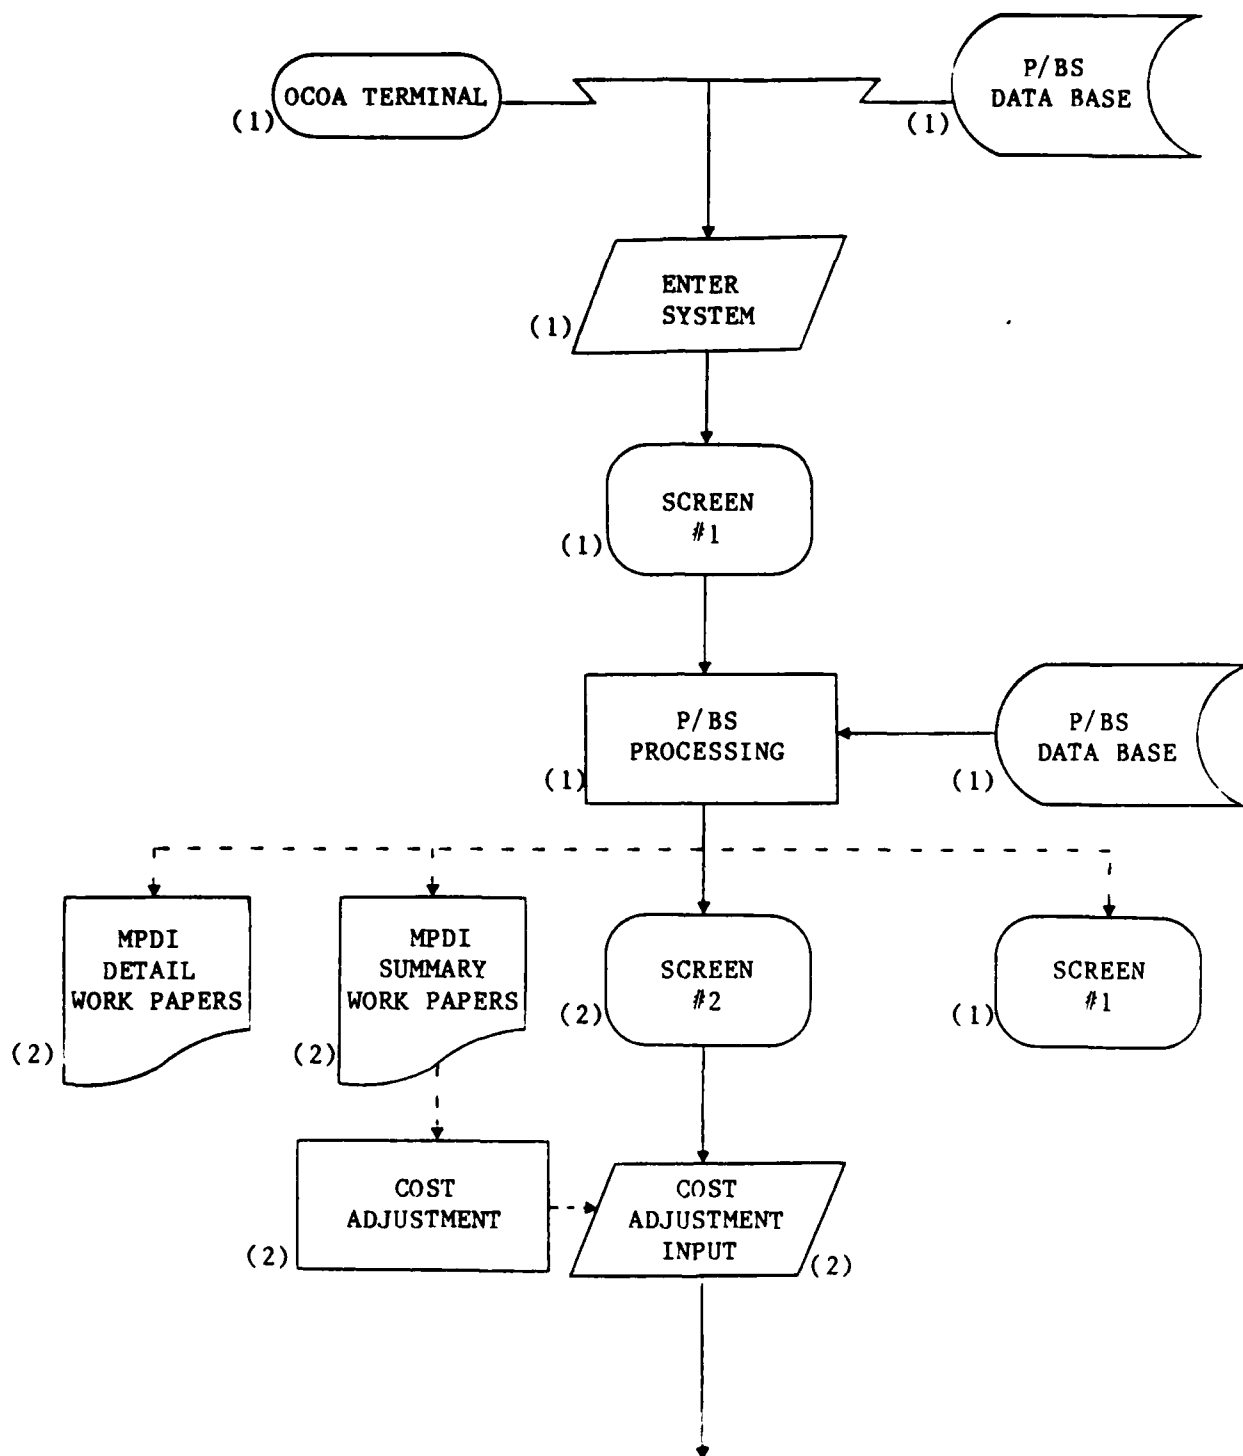 OCOA TERMINAL
(1)
P/BS
DATA BASE
(1)
ENTER
SYSTEM
(1)
SCREEN
#1
(1)
P/BS
PROCESSING
(1)
P/BS
DATA BASE
(1)
MPDI
DETAIL
WORK PAPERS
(2)
MPDI
SUMMARY
WORK PAPERS
(2)
SCREEN
#2
(2)
SCREEN
#1
(1)
COST
ADJUSTMENT
(2)
COST
ADJUSTMENT
INPUT
(2)